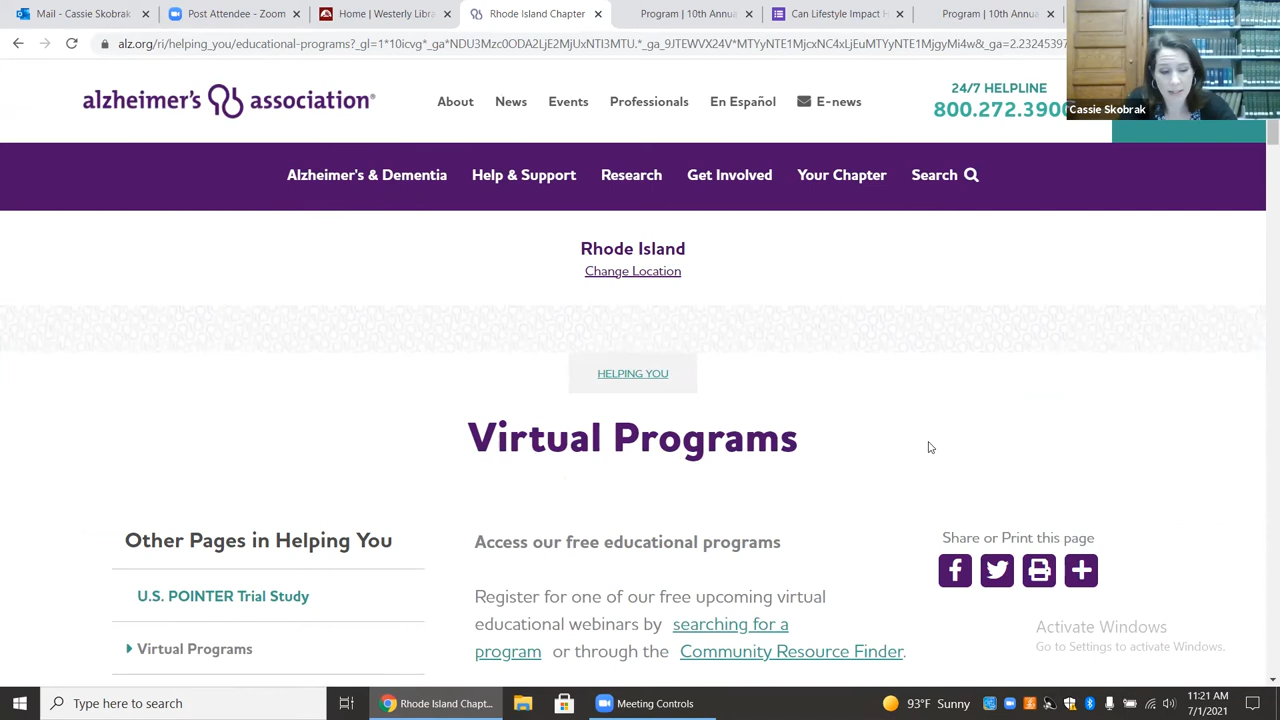 Mail - Cassie Skobrak
Post Attendee - Zoom
Home | Westerly Libra
Rhode Island Chapter
Program | 10th Annu
Can Lifestyle Impact H
Program 10th Annua
alz.org/ri/helping_you/educational-programs?_gl=
Cassie Skobrak
alzheimer's association®
About News Events Professionals En Español E-news
24/7 HELPLINE
800.272.3900
Alzheimer's & Dementia Help & Support Research Get Involved Your Chapter Search
Rhode Island
Change Location
HELPING YOU
Virtual Programs
Other Pages in Helping You
U.S. POINTER Trial Study
Virtual Programs
Access our free educational programs
Register for one of our free upcoming virtual
educational webinars by searching for a
program or through the Community Resource Finder.
Share or Print this page
Activate Windows
Go to Settings to activate Windows.
Type here to search
Rhode Island Chapt...
Meeting Controls
93°F Sunny
11:21 AM
7/1/2021